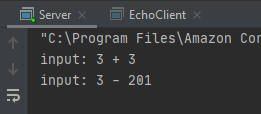 Server × EchoClient ×
"C:\Program Files\Amazon Cor
input: 3 + 3
input: 3 - 201